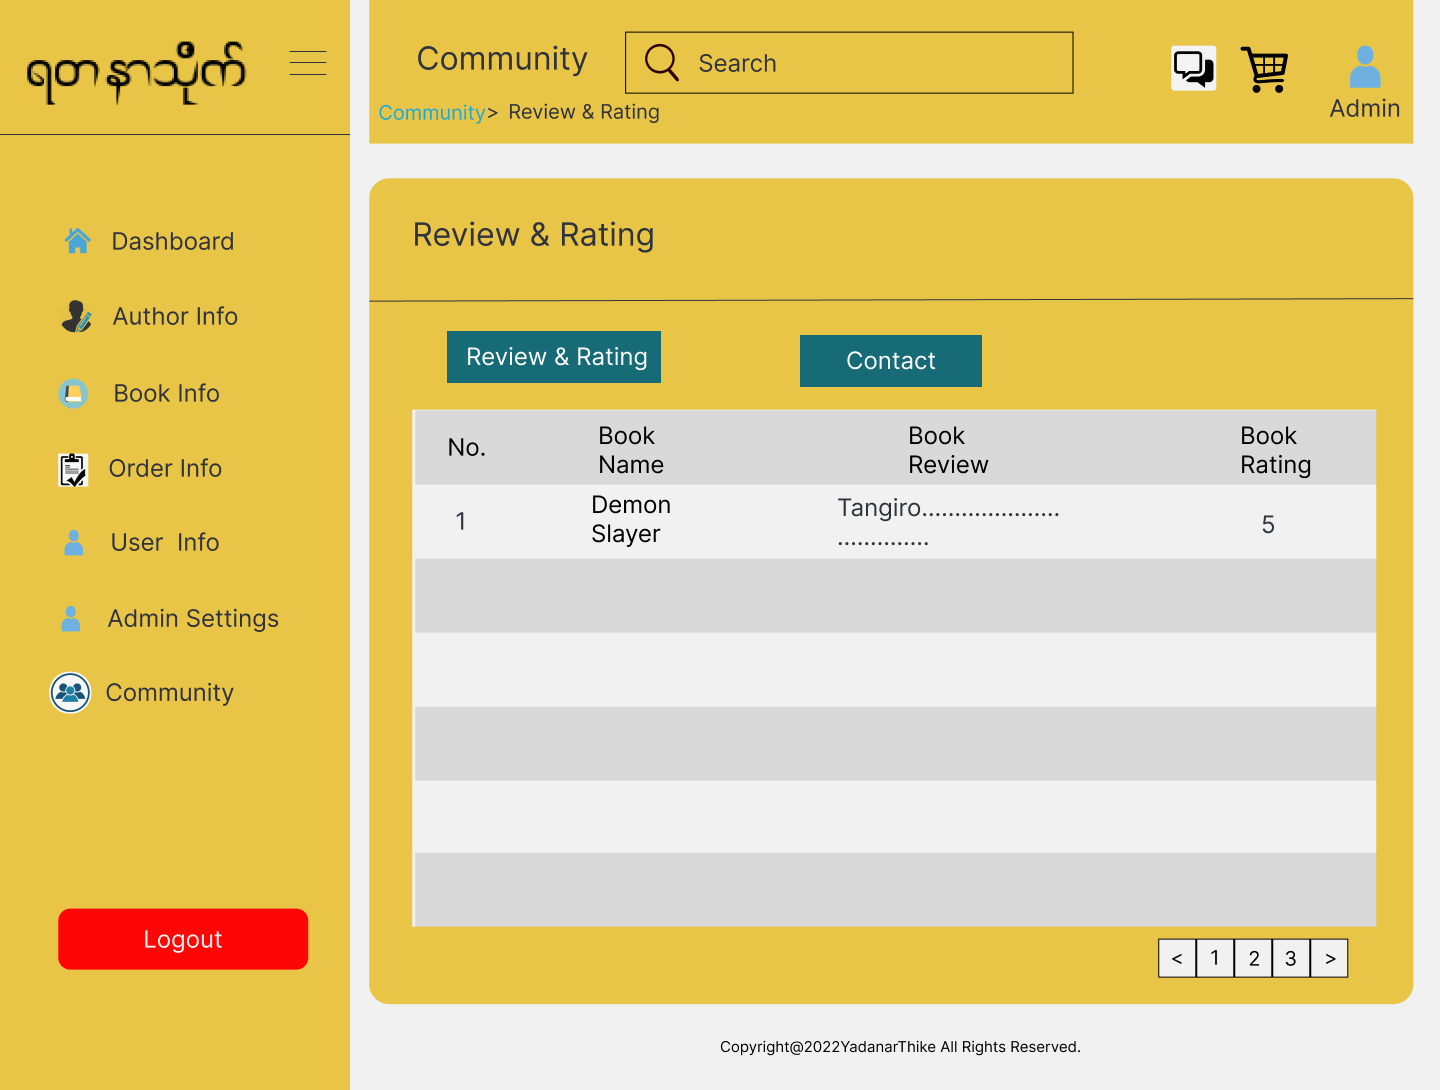 ရတနာသိုက်
Community
Search
Admin
Community> Review & Rating
Dashboard
Author Info
Book Info
Order Info
User Info
Admin Settings
Community
Logout
Review & Rating
Review & Rating
Contact
No.
Book
Name
Book
Review
Book
Rating
1
Demon
Slayer
Tangiro.....................
..............
5
< 1 2 3 >
Copyright@2022YadanarThike All Rights Reserved.